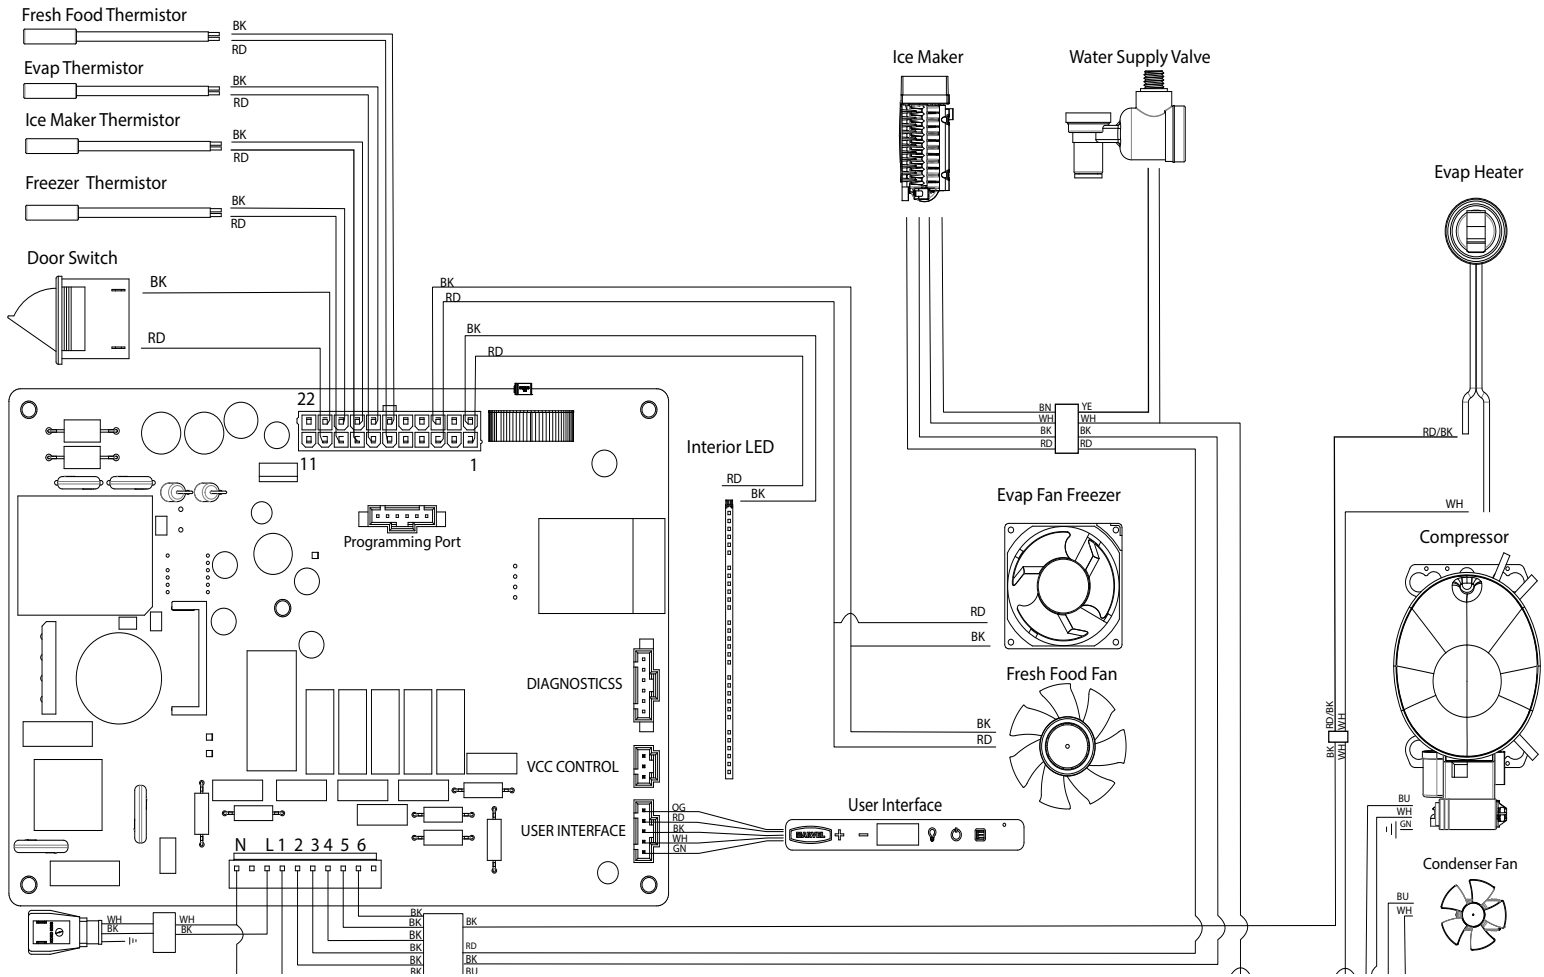 Fresh Food Thermistor
BK
RD
Evap Thermistor
BK
RD
Ice Maker Thermistor
BK
RD
Freezer Thermistor
BK
RD
Door Switch
BK
RD
BK
RD
BK
RD
Ice Maker
Water Supply Valve
Evap Heater
BN YE
WH WH
BK BK
RD RD
RD/BK
WH
22
11
1
Programming Port
Interior LED
RD
BK
Evap Fan Freezer
RD
BK
Fresh Food Fan
BK
RD
Compressor
RD/BK
WH
BK
WH
BU
WH
GN
Condenser Fan
BU
WH
DIAGNOSTICSS
VCC CONTROL
USER INTERFACE
OG
RD
BK
WH
GN
User Interface
MARVEL + −
N L 1 2 3 4 5 6
WH WH
BK BK
BK
BK BK
BK
BK RD
BK BK
BK BU